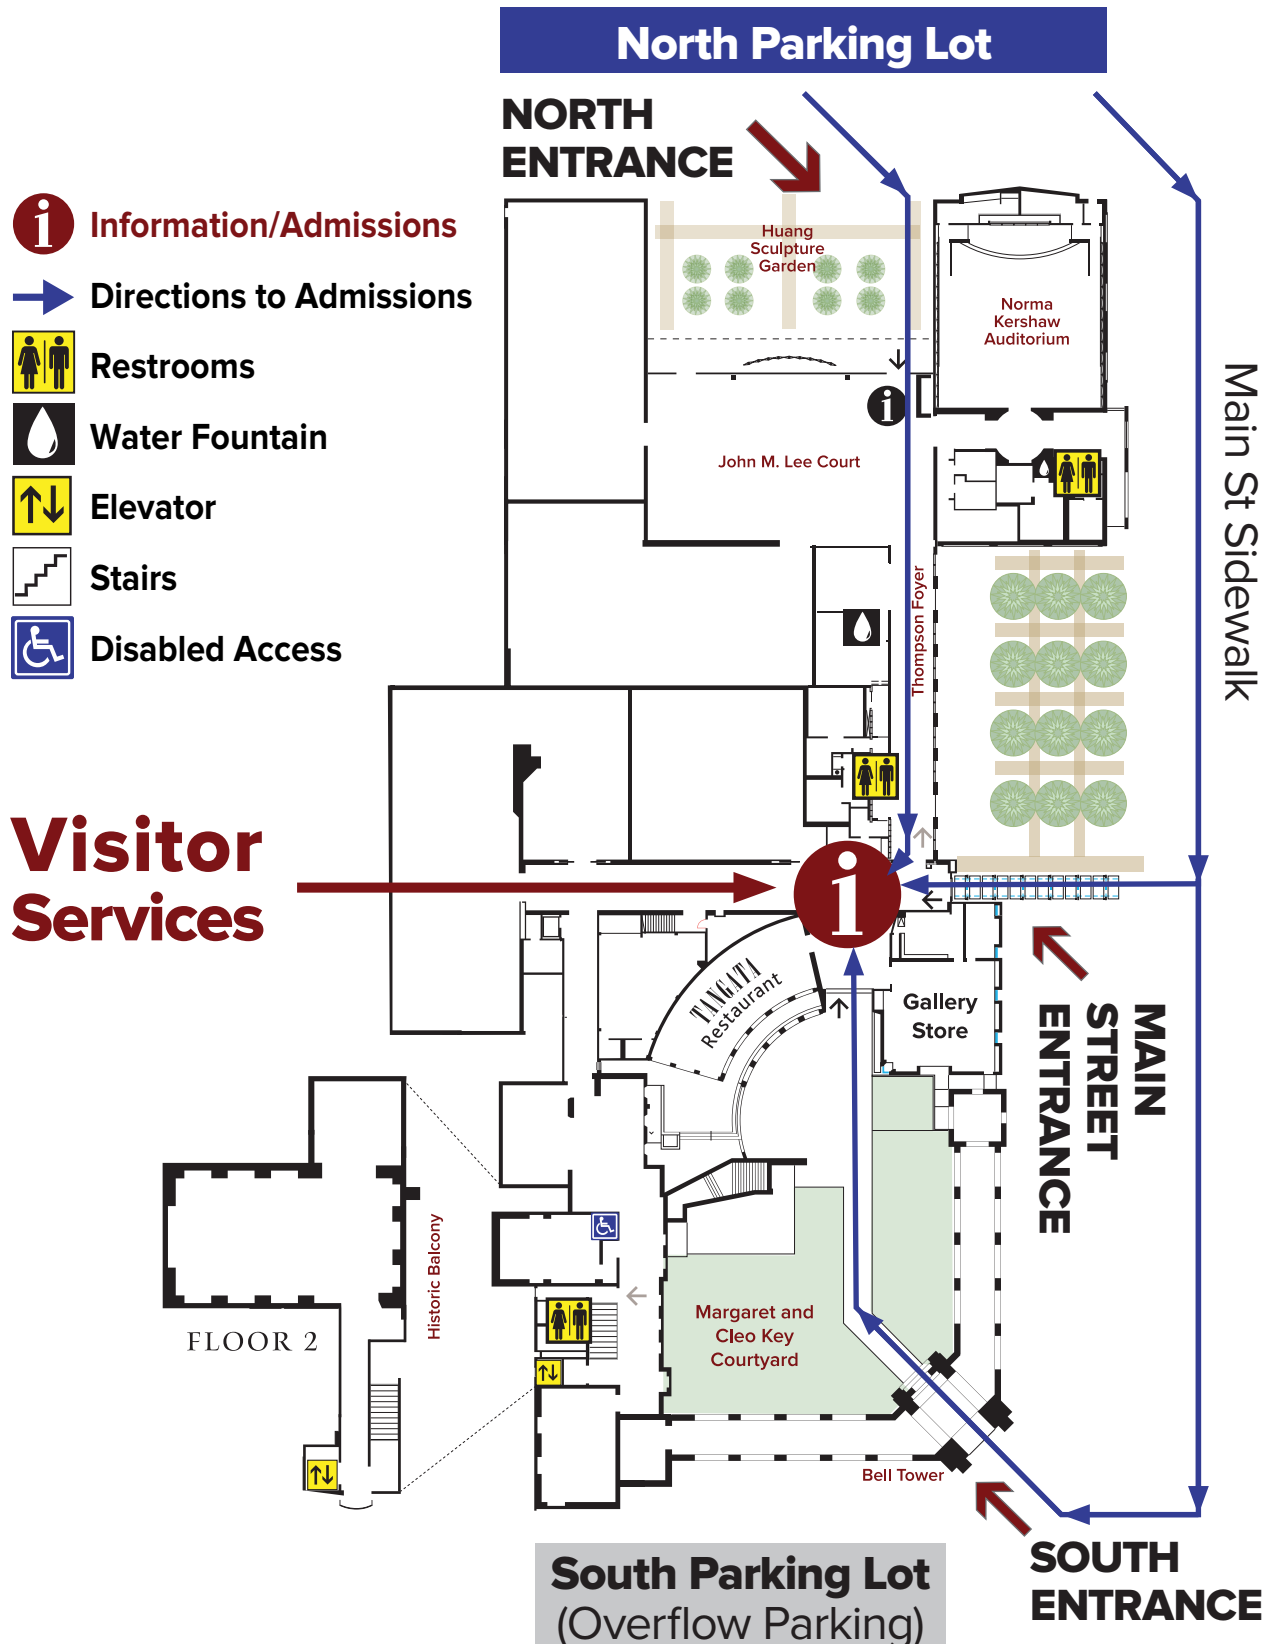 North Parking Lot
NORTH
ENTRANCE
Information/Admissions
Directions to Admissions
Restrooms
Water Fountain
Elevator
Stairs
Disabled Access
Huang
Sculpture
Garden
Norma
Kershaw
Auditorium
Main St Sidewalk
John M. Lee Court
Thompson Foyer
Visitor
Services
TANGATA
Restaurant
Gallery
Store
MAIN
STREET
ENTRANCE
Historic Balcony
FLOOR 2
Margaret and
Cleo Key
Courtyard
Bell Tower
South Parking Lot
(Overflow Parking)
SOUTH
ENTRANCE